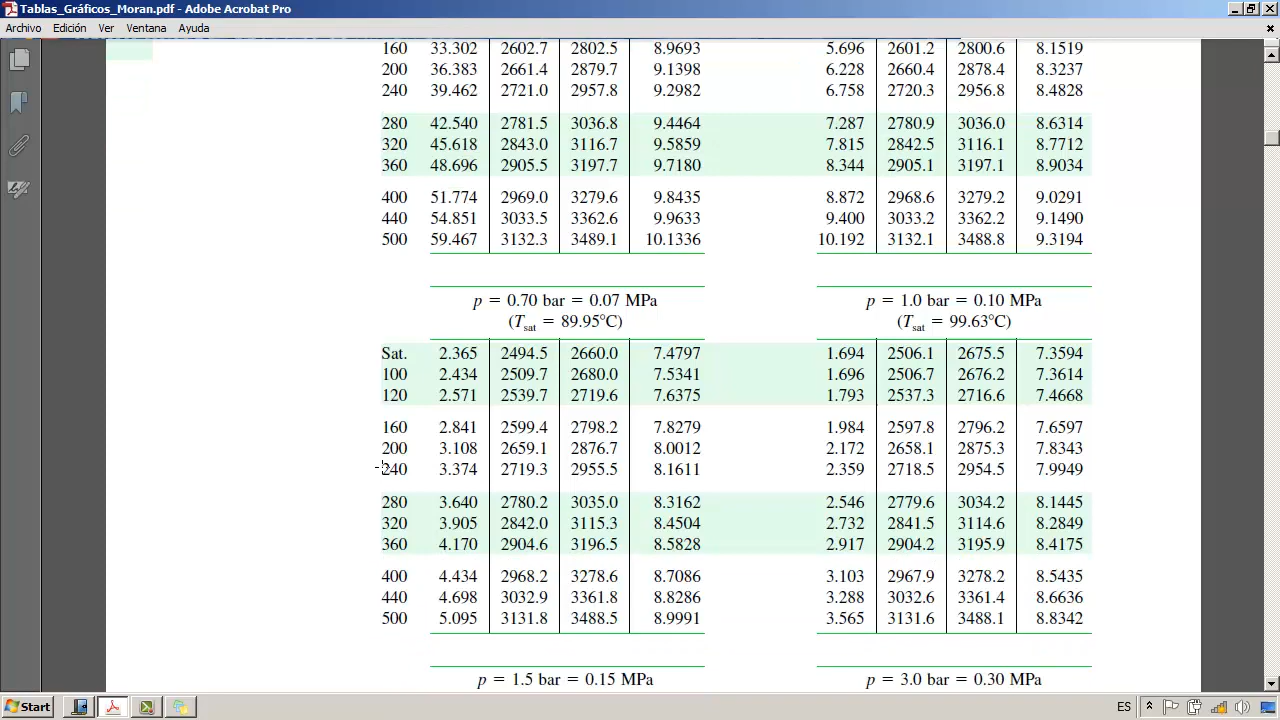 Tablas_Gráficos_Moran.pdf - Adobe Acrobat Pro
Archivo Edición Ver Ventana Ayuda
160 33.302 2602.7 2802.5 8.9693 5.696 2601.2 2800.6 8.1519
200 36.383 2661.4 2879.7 9.1398 6.228 2660.4 2878.4 8.3237
240 39.462 2721.0 2957.8 9.2982 6.758 2720.3 2956.8 8.4828
280 42.540 2781.5 3036.8 9.4464 7.287 2780.9 3036.0 8.6314
320 45.618 2843.0 3116.7 9.5859 7.815 2842.5 3116.1 8.7712
360 48.696 2905.5 3197.7 9.7180 8.344 2905.1 3197.1 8.9034
400 51.774 2969.0 3279.6 9.8435 8.872 2968.6 3279.2 9.0291
440 54.851 3033.5 3362.6 9.9633 9.400 3033.2 3362.2 9.1490
500 59.467 3132.3 3489.1 10.1336 10.192 3132.1 3488.8 9.3194
p = 0.70 bar = 0.07 MPa p = 1.0 bar = 0.10 MPa
(Tsat = 89.95°C) (Tsat = 99.63°C)
Sat. 2.365 2494.5 2660.0 7.4797 1.694 2506.1 2675.5 7.3594
100 2.434 2509.7 2680.0 7.5341 1.696 2506.7 2676.2 7.3614
120 2.571 2539.7 2719.6 7.6375 1.793 2537.3 2716.6 7.4668
160 2.841 2599.4 2798.2 7.8279 1.984 2597.8 2796.2 7.6597
200 3.108 2659.1 2876.7 8.0012 2.172 2658.1 2875.3 7.8343
240 3.374 2719.3 2955.5 8.1611 2.359 2718.5 2954.5 7.9949
280 3.640 2780.2 3035.0 8.3162 2.546 2779.6 3034.2 8.1445
320 3.905 2842.0 3115.3 8.4504 2.732 2841.5 3114.6 8.2849
360 4.170 2904.6 3196.5 8.5828 2.917 2904.2 3195.9 8.4175
400 4.434 2968.2 3278.6 8.7086 3.103 2967.9 3278.2 8.5435
440 4.698 3032.9 3361.8 8.8286 3.288 3032.6 3361.4 8.6636
500 5.095 3131.8 3488.5 8.9991 3.565 3131.6 3488.1 8.8342
p = 1.5 bar = 0.15 MPa p = 3.0 bar = 0.30 MPa
Start ES 11:07